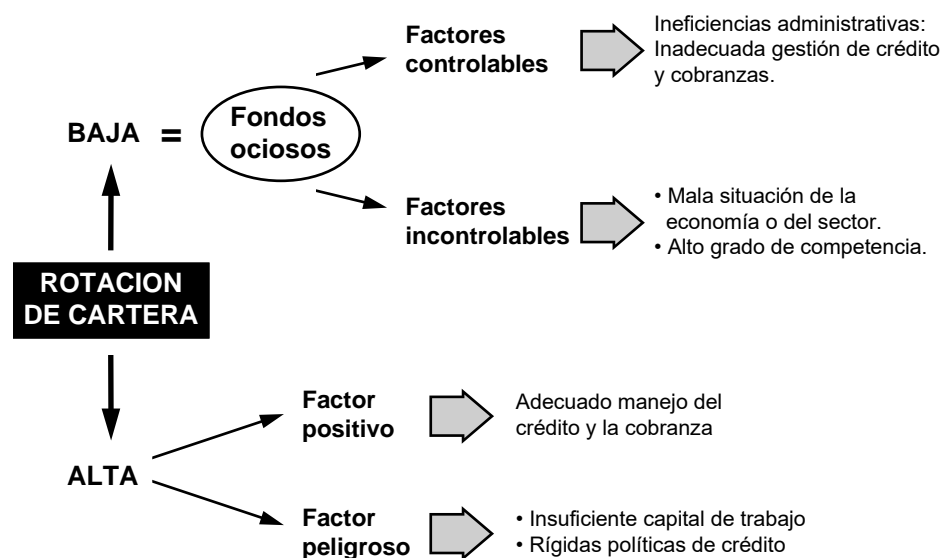 Factores
controlables
Ineficiencias administrativas:
Inadecuada gestión de crédito
y cobranzas.
BAJA =
Fondos
ociosos
Factores
incontrolables
• Mala situación de la
economía o del sector.
• Alto grado de competencia.
ROTACION
DE CARTERA
ALTA
Factor
positivo
Adecuado manejo del
crédito y la cobranza
Factor
peligroso
• Insuficiente capital de trabajo
• Rígidas políticas de crédito